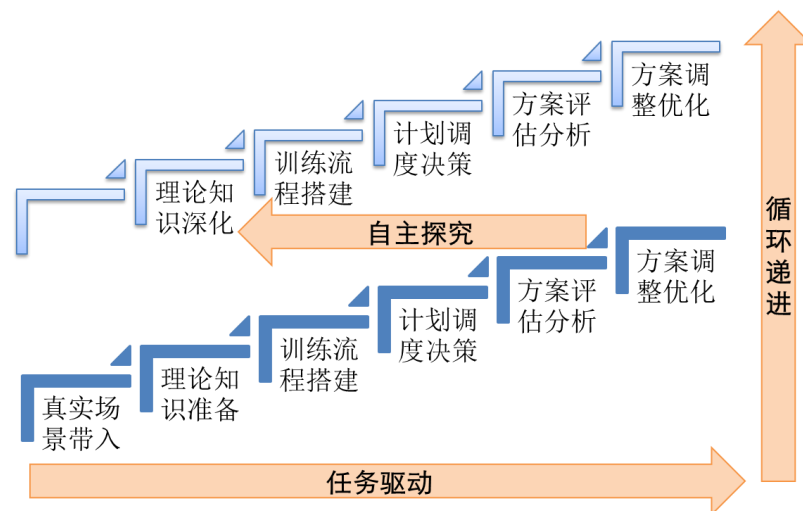 方案调
整优化
方案评
估分析
计划调
度决策
训练流
程搭建
理论知
识深化
自主探究
循环递进
方案调
整优化
方案评
估分析
计划调
度决策
训练流
程搭建
理论知
识准备
真实场
景带入
任务驱动